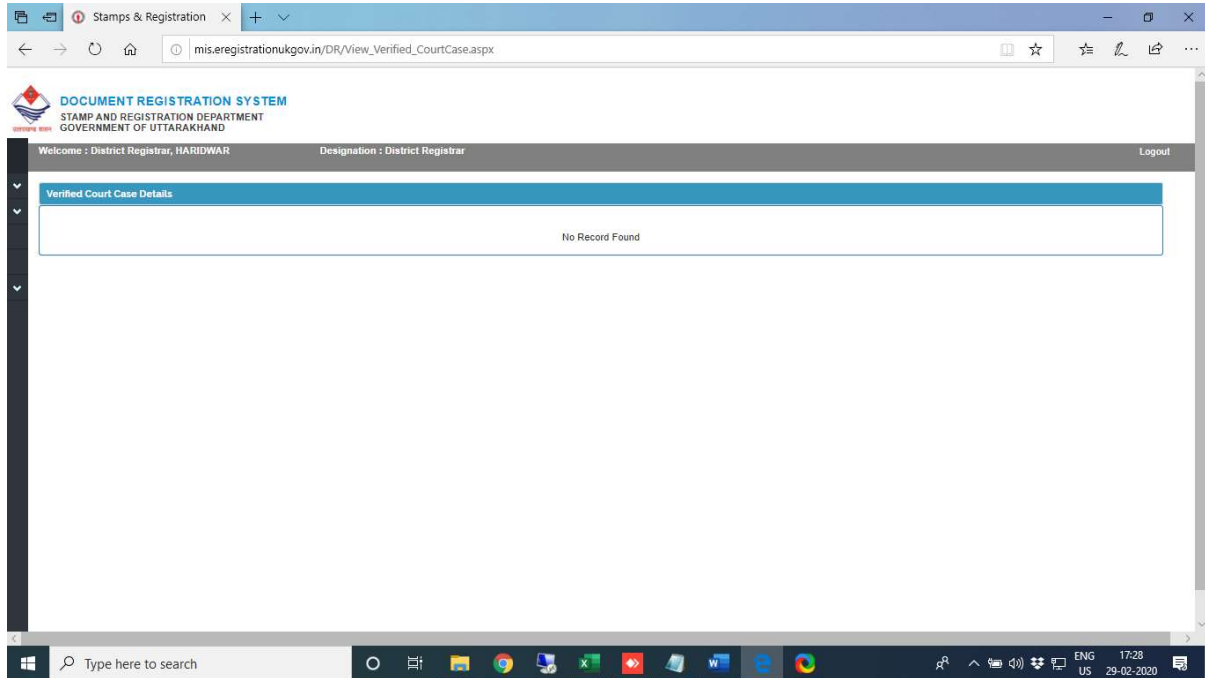 Stamps & Registration
mis.eregistrationukgov.in/DR/View_Verified_CourtCase.aspx
DOCUMENT REGISTRATION SYSTEM
STAMP AND REGISTRATION DEPARTMENT
GOVERNMENT OF UTTARAKHAND
Welcome : District Registrar, HARIDWAR Designation : District Registrar Logout
Verified Court Case Details
No Record Found
Type here to search
ENG 17:28
US 29-02-2020